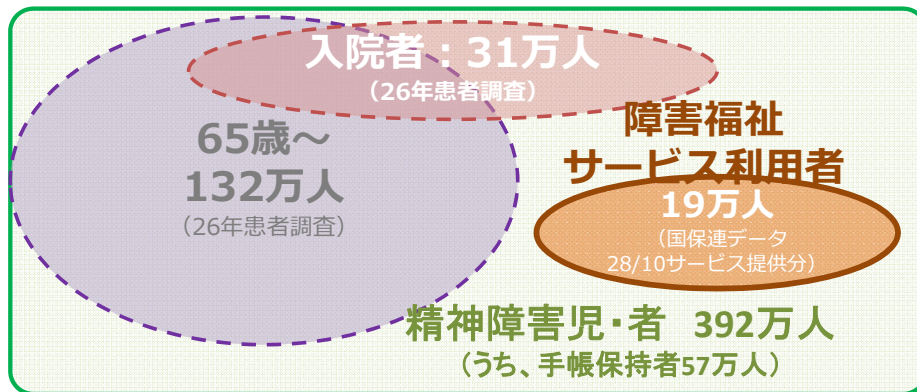 入院者：31万人
（26年患者調査）
65歳～
132万人
（26年患者調査）
障害福祉
サービス利用者
19万人
（国保連データ
28/10サービス提供分）
精神障害児・者　392万人
（うち、手帳保持者57万人）